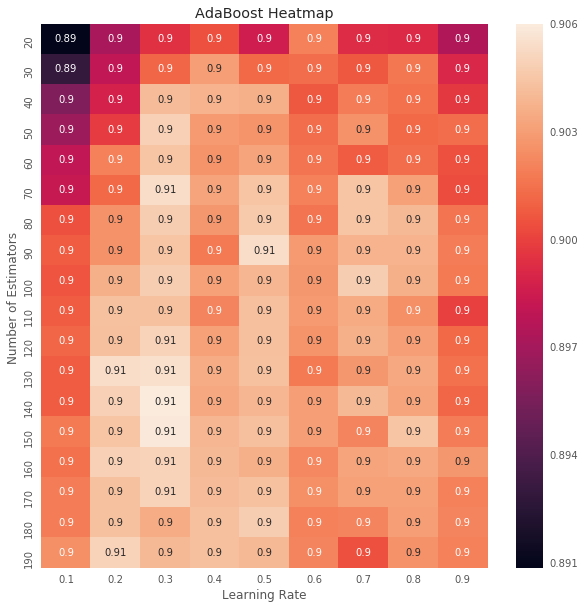 AdaBoost Heatmap
20 0.89 0.9 0.9 0.9 0.9 0.9 0.9 0.9 0.9
30 0.89 0.9 0.9 0.9 0.9 0.9 0.9 0.9 0.9
40 0.9 0.9 0.9 0.9 0.9 0.9 0.9 0.9 0.9
50 0.9 0.9 0.9 0.9 0.9 0.9 0.9 0.9 0.9
60 0.9 0.9 0.9 0.9 0.9 0.9 0.9 0.9 0.9
70 0.9 0.9 0.91 0.9 0.9 0.9 0.9 0.9 0.9
80 0.9 0.9 0.9 0.9 0.9 0.9 0.9 0.9 0.9
90 0.9 0.9 0.9 0.9 0.91 0.9 0.9 0.9 0.9
100 0.9 0.9 0.9 0.9 0.9 0.9 0.9 0.9 0.9
110 0.9 0.9 0.9 0.9 0.9 0.9 0.9 0.9 0.9
120 0.9 0.9 0.91 0.9 0.9 0.9 0.9 0.9 0.9
130 0.9 0.91 0.91 0.9 0.9 0.9 0.9 0.9 0.9
140 0.9 0.9 0.91 0.9 0.9 0.9 0.9 0.9 0.9
150 0.9 0.9 0.91 0.9 0.9 0.9 0.9 0.9 0.9
160 0.9 0.9 0.91 0.9 0.9 0.9 0.9 0.9 0.9
170 0.9 0.9 0.91 0.9 0.9 0.9 0.9 0.9 0.9
180 0.9 0.9 0.9 0.9 0.9 0.9 0.9 0.9 0.9
190 0.9 0.91 0.9 0.9 0.9 0.9 0.9 0.9 0.9
0.1 0.2 0.3 0.4 0.5 0.6 0.7 0.8 0.9
Learning Rate
Number of Estimators
0.906
0.903
0.900
0.897
0.894
0.891